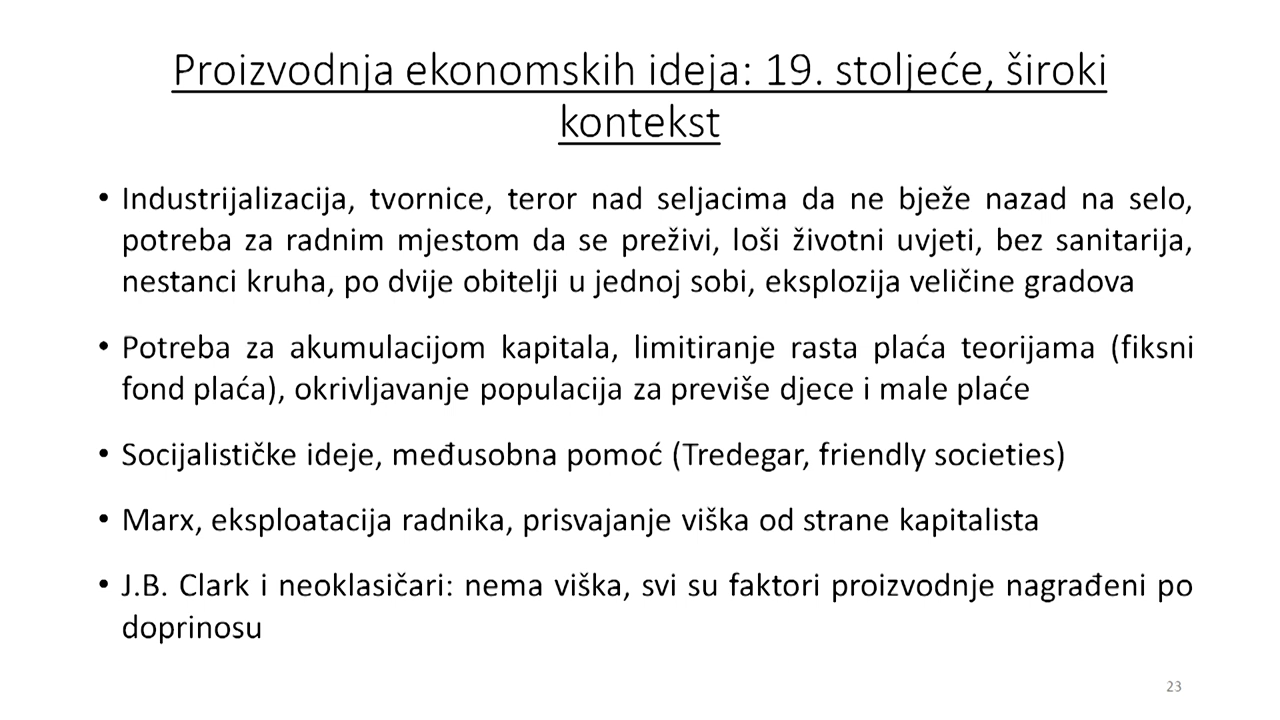 Proizvodnja ekonomskih ideja: 19. stoljeće, široki
kontekst
• Industrijalizacija, tvornice, teror nad seljacima da ne bježe nazad na selo,
potreba za radnim mjestom da se preživi, loši životni uvjeti, bez sanitarija,
nestanci kruha, po dvije obitelji u jednoj sobi, eksplozija veličine gradova
• Potreba za akumulacijom kapitala, limitiranje rasta plaća teorijama (fiksni
fond plaća), okrivljavanje populacija za previše djece i male plaće
• Socijalističke ideje, međusobna pomoć (Tredegar, friendly societies)
• Marx, eksploatacija radnika, prisvajanje viška od strane kapitalista
• J.B. Clark i neoklasičari: nema viška, svi su faktori proizvodnje nagrađeni po
doprinosu
23